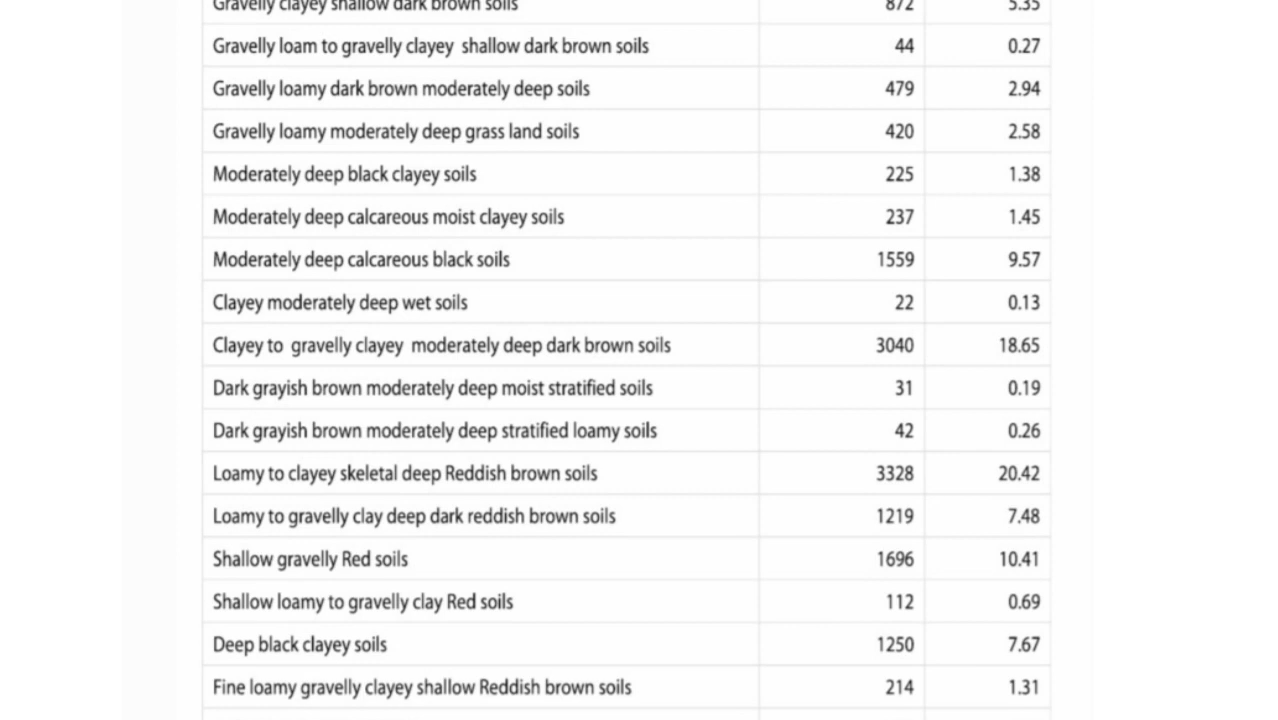 Gravelly clayey shallow dark brown soils 872 5.35
Gravelly loam to gravelly clayey shallow dark brown soils 44 0.27
Gravelly loamy dark brown moderately deep soils 479 2.94
Gravelly loamy moderately deep grass land soils 420 2.58
Moderately deep black clayey soils 225 1.38
Moderately deep calcareous moist clayey soils 237 1.45
Moderately deep calcareous black soils 1559 9.57
Clayey moderately deep wet soils 22 0.13
Clayey to gravelly clayey moderately deep dark brown soils 3040 18.65
Dark grayish brown moderately deep moist stratified soils 31 0.19
Dark grayish brown moderately deep stratified loamy soils 42 0.26
Loamy to clayey skeletal deep Reddish brown soils 3328 20.42
Loamy to gravelly clay deep dark reddish brown soils 1219 7.48
Shallow gravelly Red soils 1696 10.41
Shallow loamy to gravelly clay Red soils 112 0.69
Deep black clayey soils 1250 7.67
Fine loamy gravelly clayey shallow Reddish brown soils 214 1.31